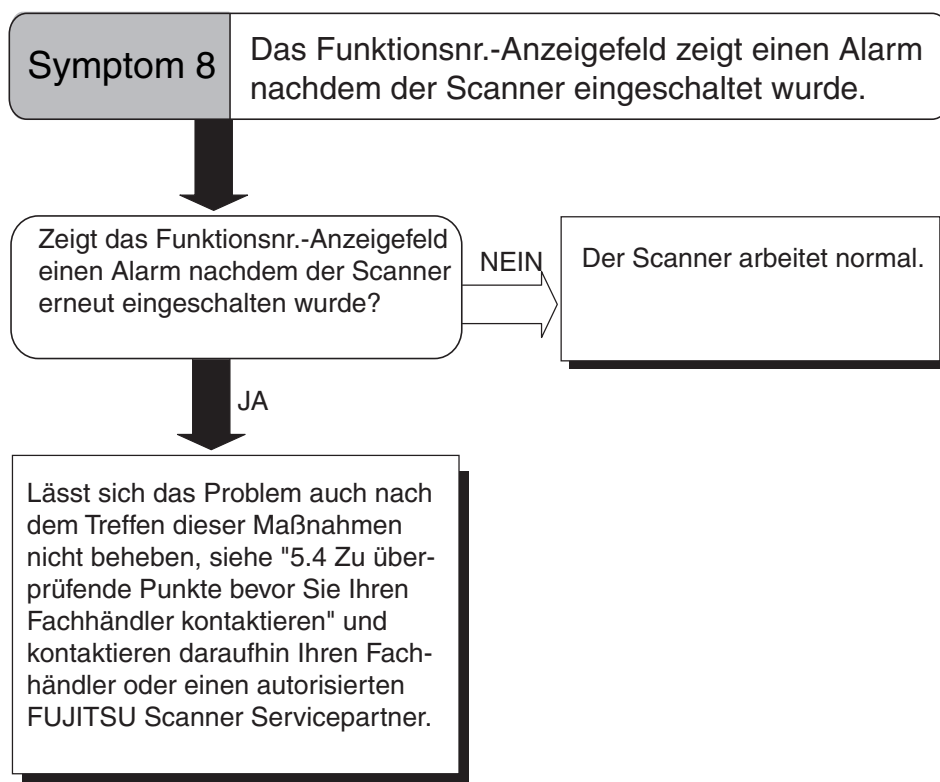 Symptom 8
Das Funktionsnr.-Anzeigefeld zeigt einen Alarm
nachdem der Scanner eingeschaltet wurde.
Zeigt das Funktionsnr.-Anzeigefeld
einen Alarm nachdem der Scanner
erneut eingeschalten wurde?
NEIN
Der Scanner arbeitet normal.
JA
Lässt sich das Problem auch nach
dem Treffen dieser Maßnahmen
nicht beheben, siehe "5.4 Zu über-
prüfende Punkte bevor Sie Ihren
Fachhändler kontaktieren" und
kontaktieren daraufhin Ihren Fach-
händler oder einen autorisierten
FUJITSU Scanner Servicepartner.